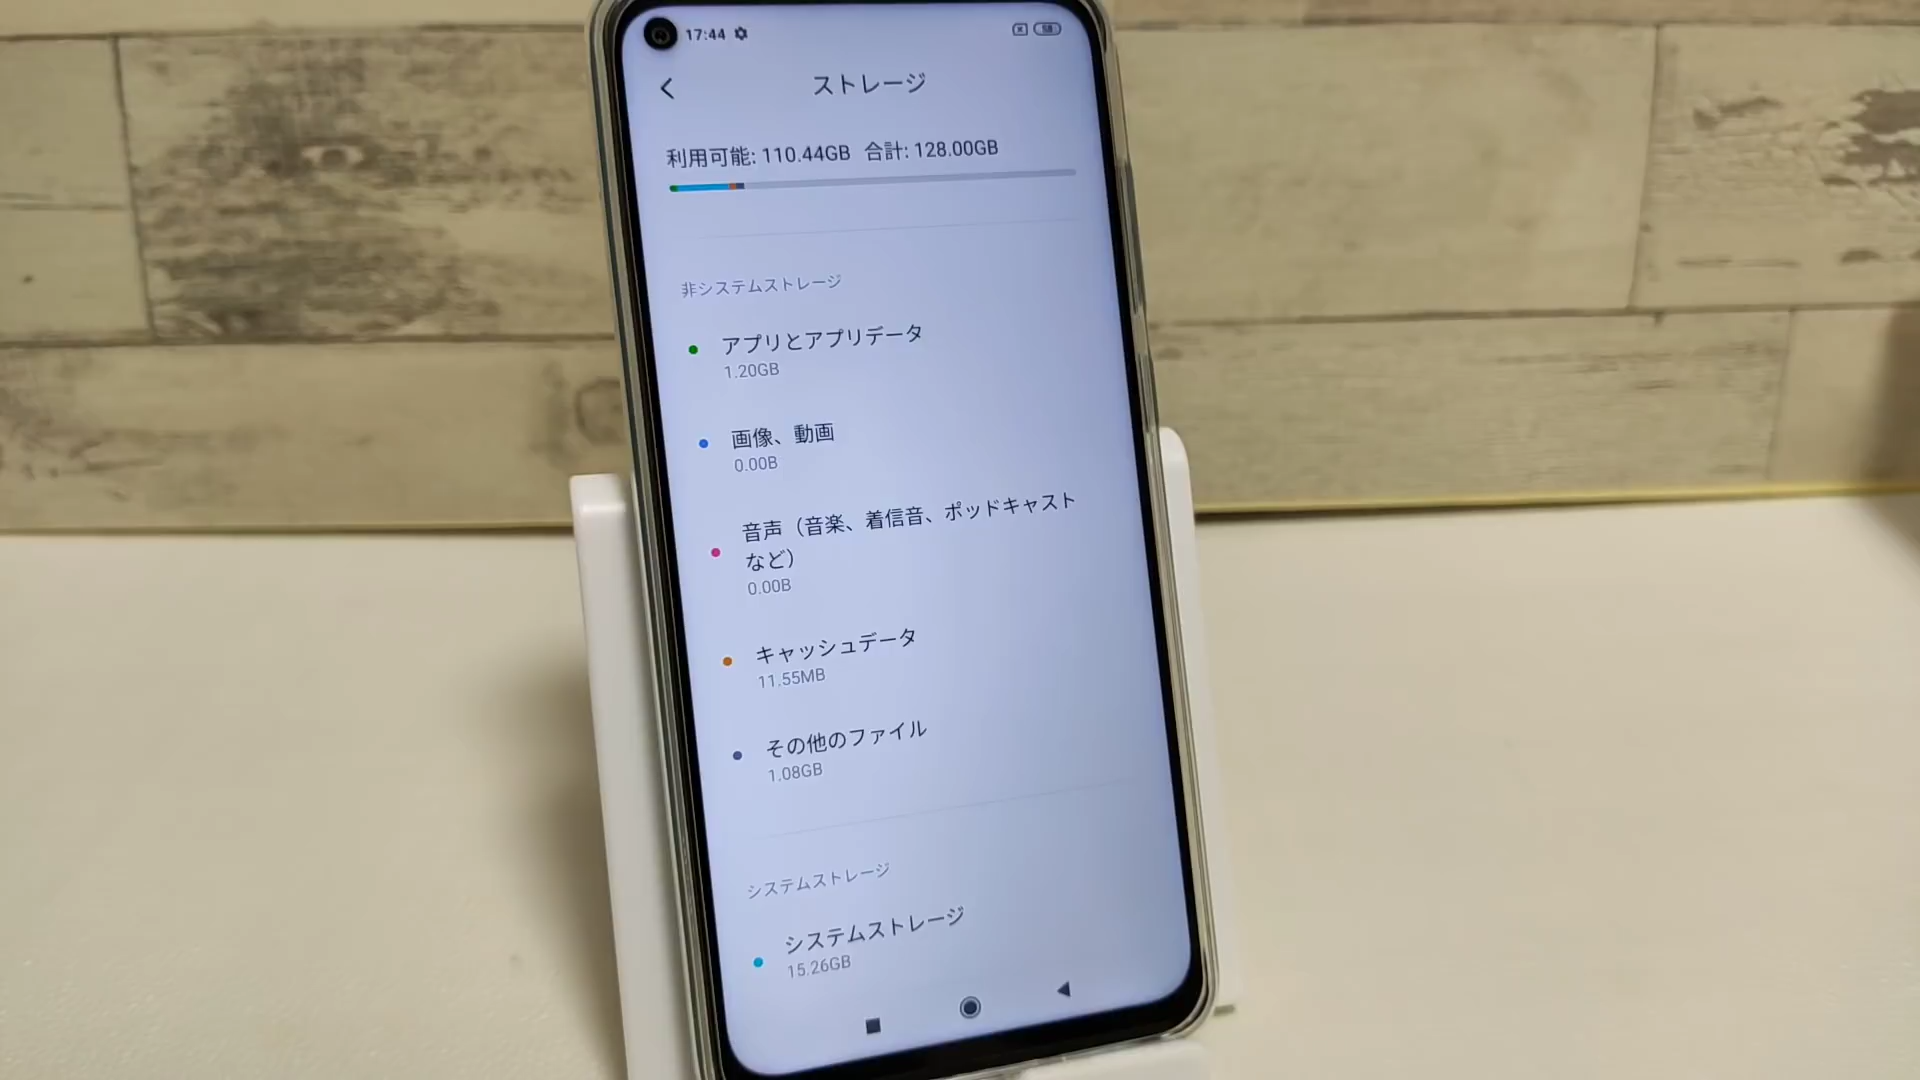 17:44
58
ストレージ
利用可能: 110.44GB 合計: 128.00GB
非システムストレージ
アプリとアプリデータ
1.20GB
画像、動画
0.00B
音声（音楽、着信音、ポッドキャスト
など）
0.00B
キャッシュデータ
11.55MB
その他のファイル
1.08GB
システムストレージ
システムストレージ
15.26GB